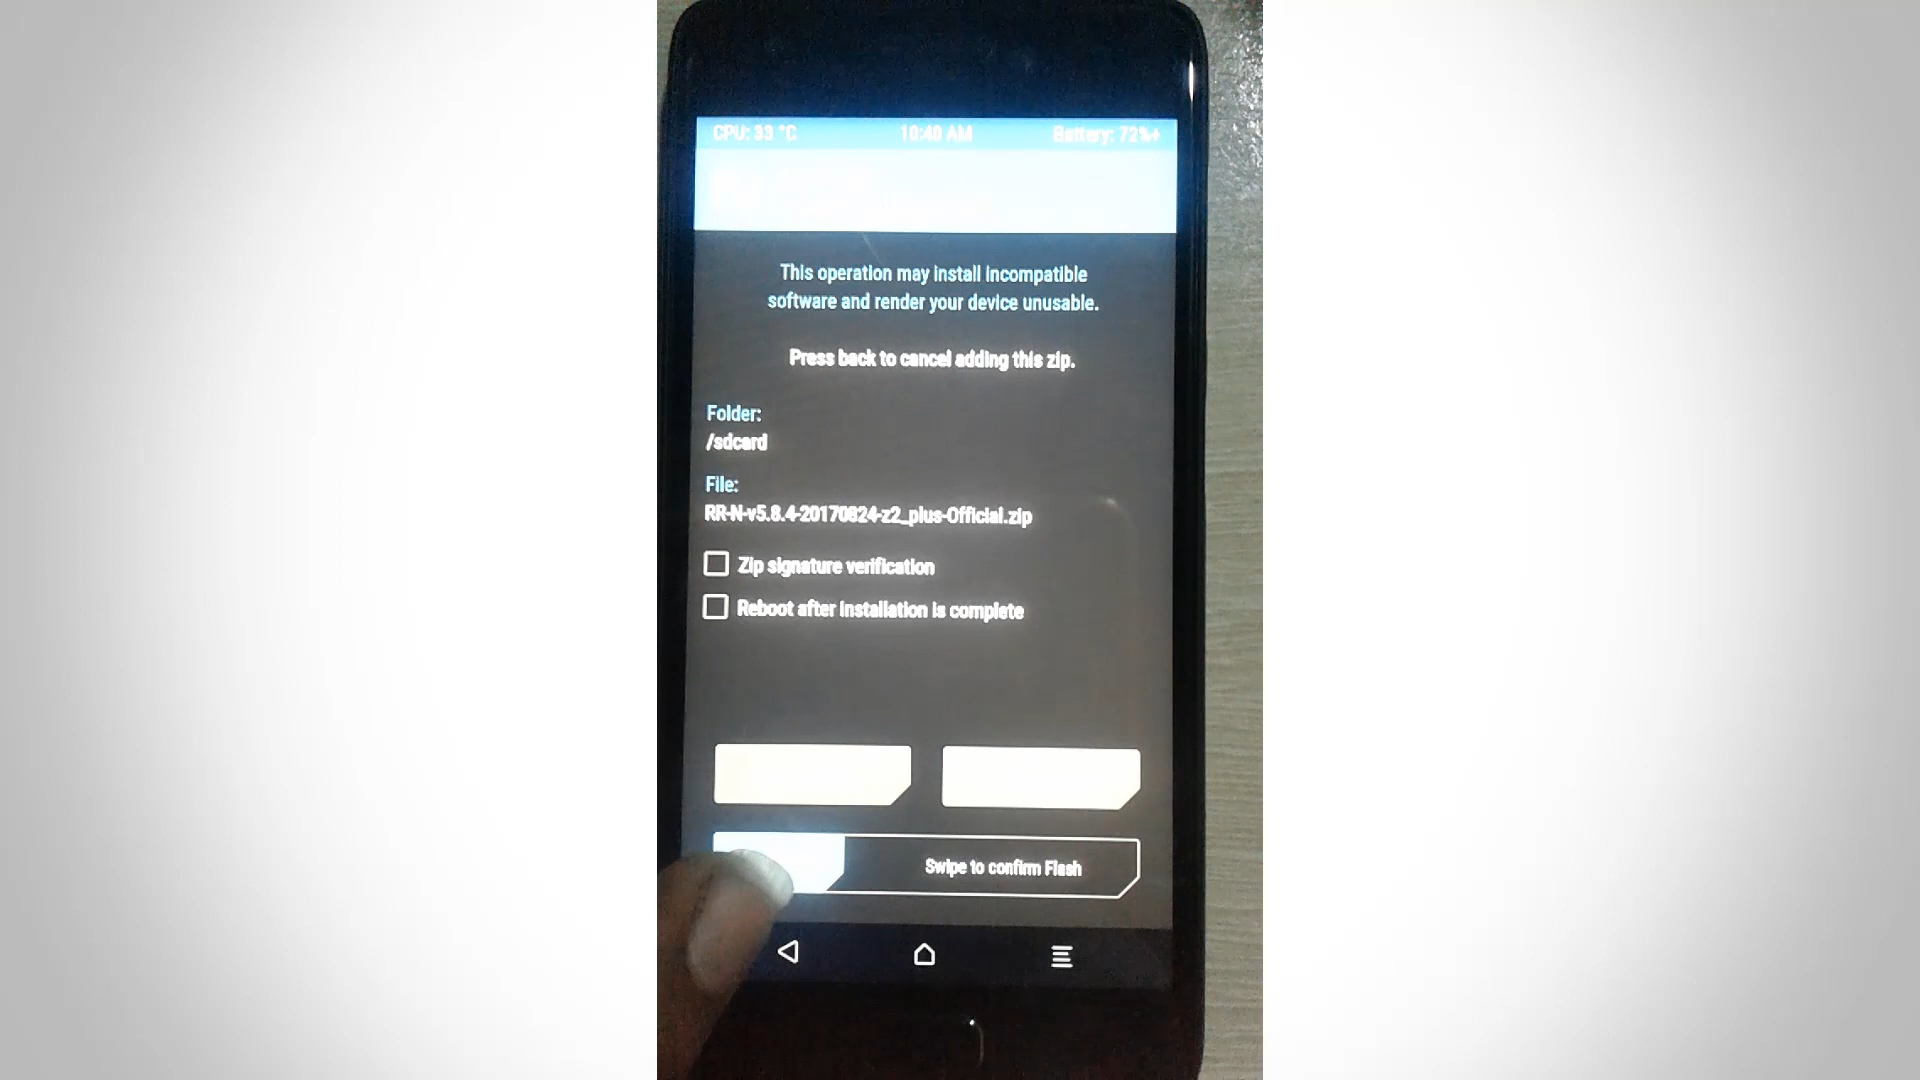 CPU: 33 °C 10:40 AM Battery: 72%+
This operation may install incompatible
software and render your device unusable.
Press back to cancel adding this zip.
Folder:
/sdcard
File:
RR-N-v5.8.4-20170824-z2_plus-Official.zip
Zip signature verification
Reboot after installation is complete
Swipe to confirm Flash